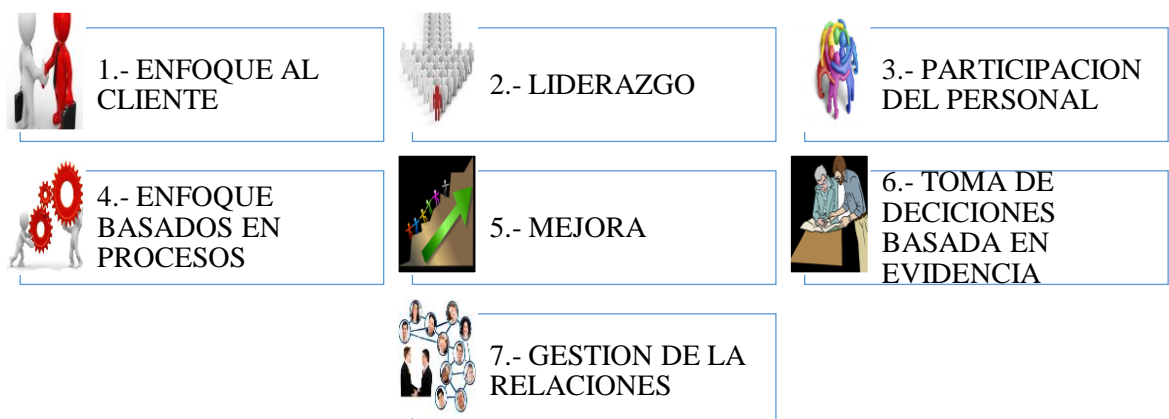 1.- ENFOQUE AL
CLIENTE
2.- LIDERAZGO
3.- PARTICIPACION
DEL PERSONAL
4.- ENFOQUE
BASADOS EN
PROCESOS
5.- MEJORA
6.- TOMA DE
DECICIONES
BASADA EN
EVIDENCIA
7.- GESTION DE LA
RELACIONES